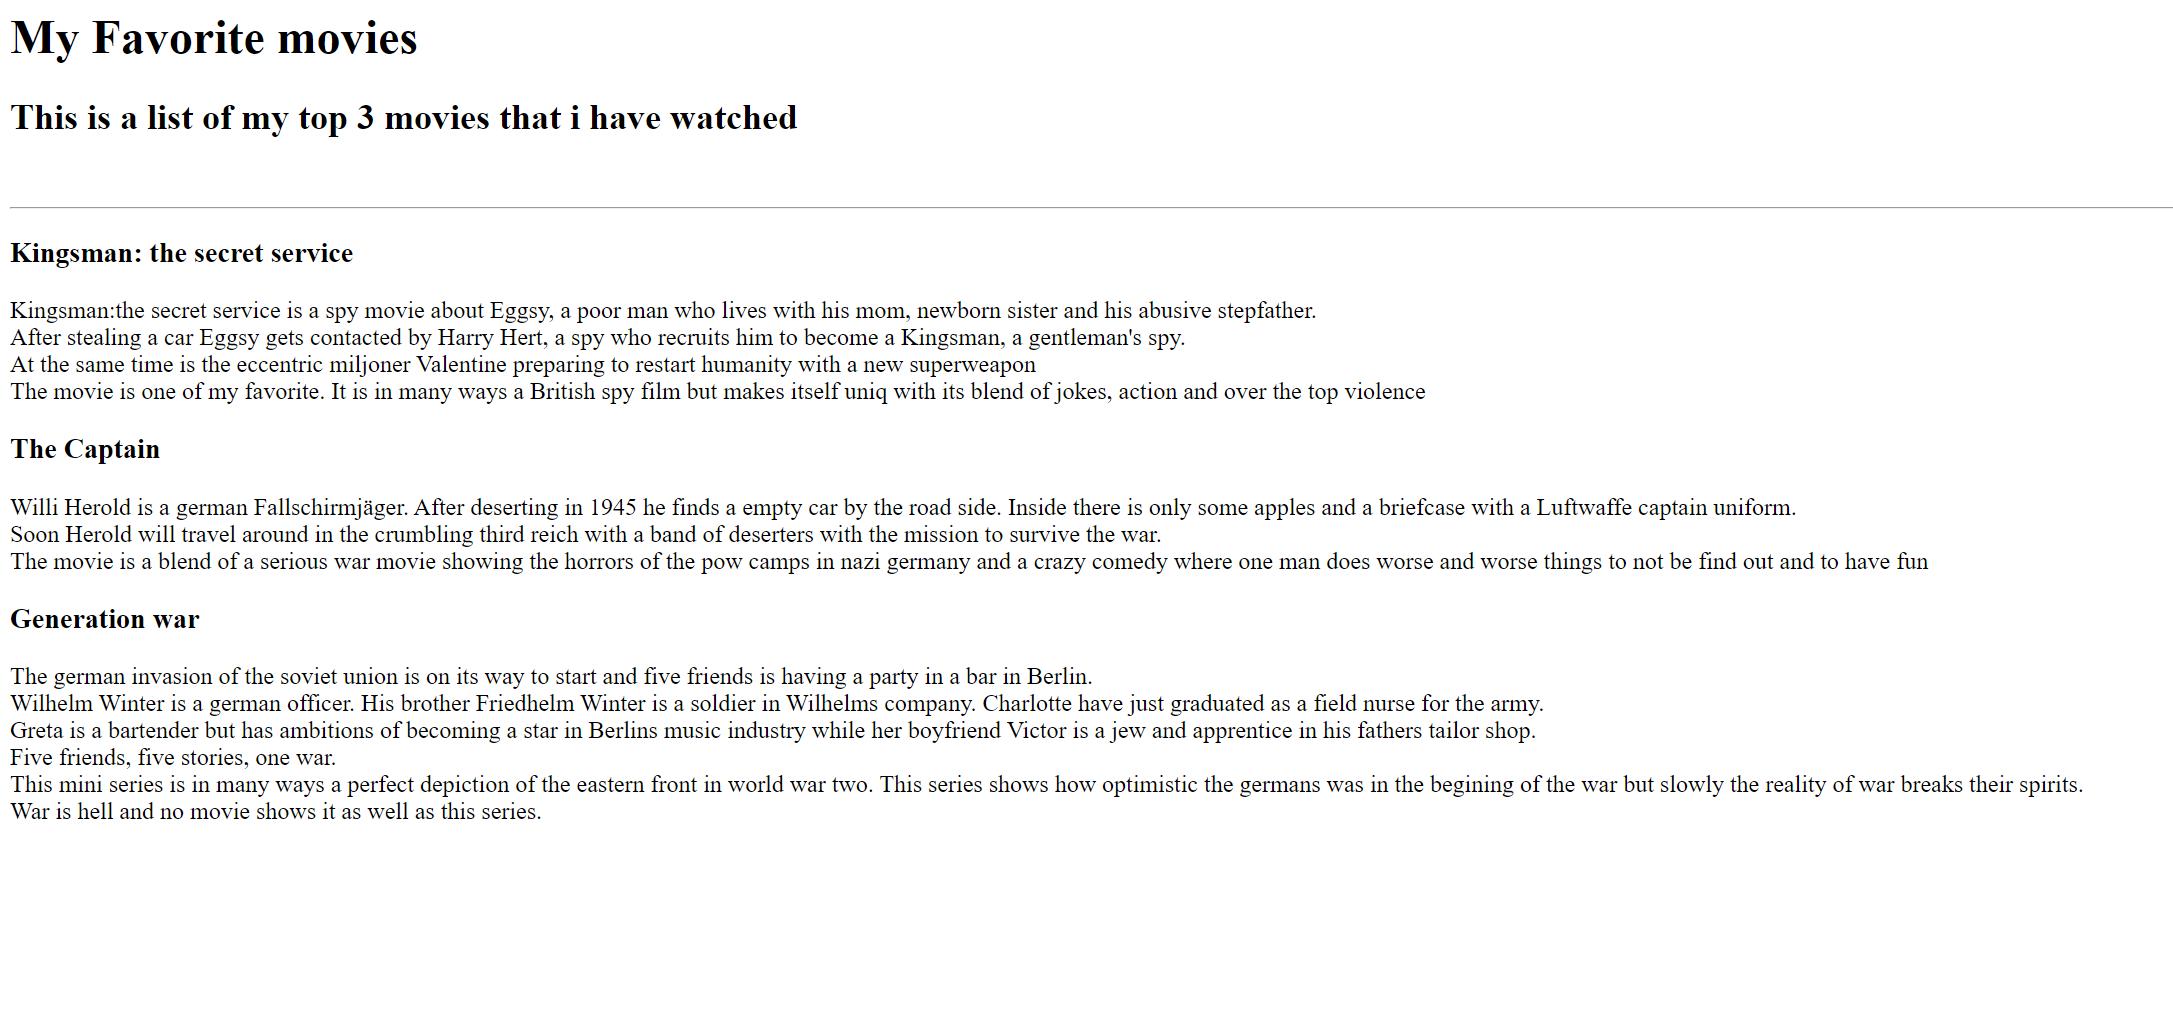 My Favorite movies
This is a list of my top 3 movies that i have watched
Kingsman: the secret service
Kingsman:the secret service is a spy movie about Eggsy, a poor man who lives with his mom, newborn sister and his abusive stepfather.
After stealing a car Eggsy gets contacted by Harry Hert, a spy who recruits him to become a Kingsman, a gentleman's spy.
At the same time is the eccentric miljoner Valentine preparing to restart humanity with a new superweapon
The movie is one of my favorite. It is in many ways a British spy film but makes itself uniq with its blend of jokes, action and over the top violence
The Captain
Willi Herold is a german Fallschirmjäger. After deserting in 1945 he finds a empty car by the road side. Inside there is only some apples and a briefcase with a Luftwaffe captain uniform.
Soon Herold will travel around in the crumbling third reich with a band of deserters with the mission to survive the war.
The movie is a blend of a serious war movie showing the horrors of the pow camps in nazi germany and a crazy comedy where one man does worse and worse things to not be find out and to have fun
Generation war
The german invasion of the soviet union is on its way to start and five friends is having a party in a bar in Berlin.
Wilhelm Winter is a german officer. His brother Friedhelm Winter is a soldier in Wilhelms company. Charlotte have just graduated as a field nurse for the army.
Greta is a bartender but has ambitions of becoming a star in Berlins music industry while her boyfriend Victor is a jew and apprentice in his fathers tailor shop.
Five friends, five stories, one war.
This mini series is in many ways a perfect depiction of the eastern front in world war two. This series shows how optimistic the germans was in the begining of the war but slowly the reality of war breaks their spirits.
War is hell and no movie shows it as well as this series.